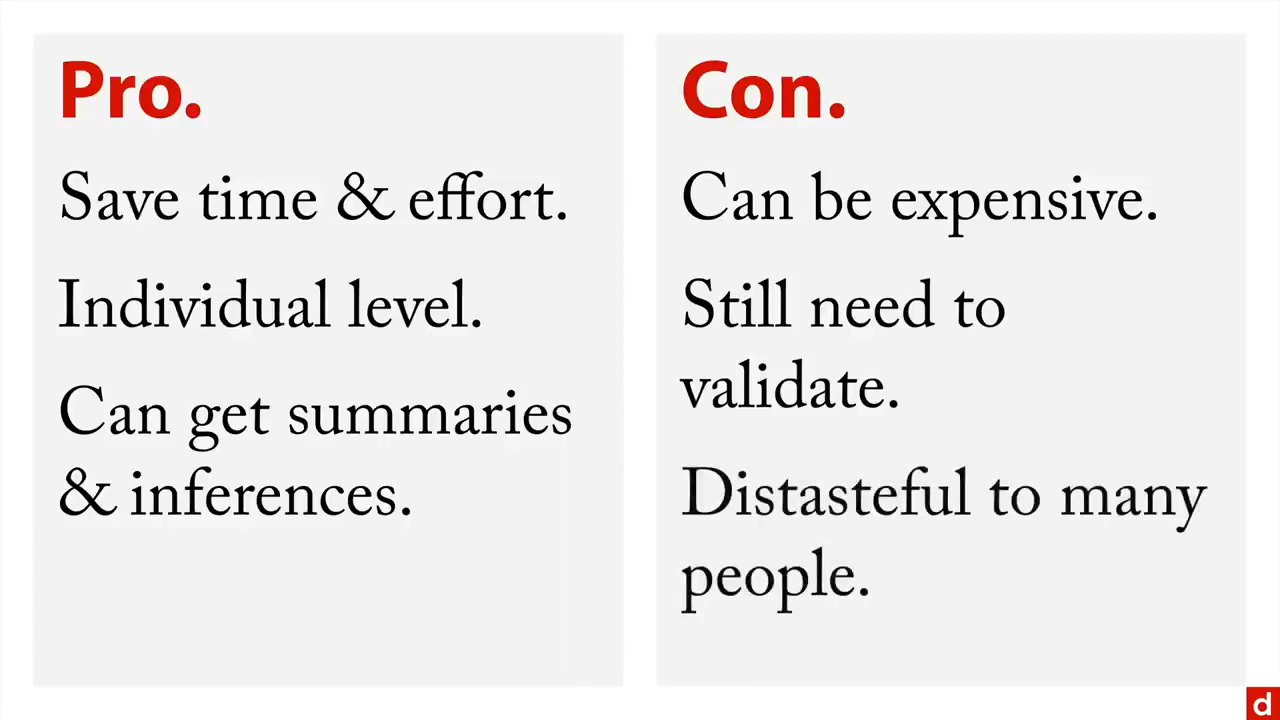 Pro.
Save time & effort.
Individual level.
Can get summaries
& inferences.
Con.
Can be expensive.
Still need to
validate.
Distasteful to many
people.
d